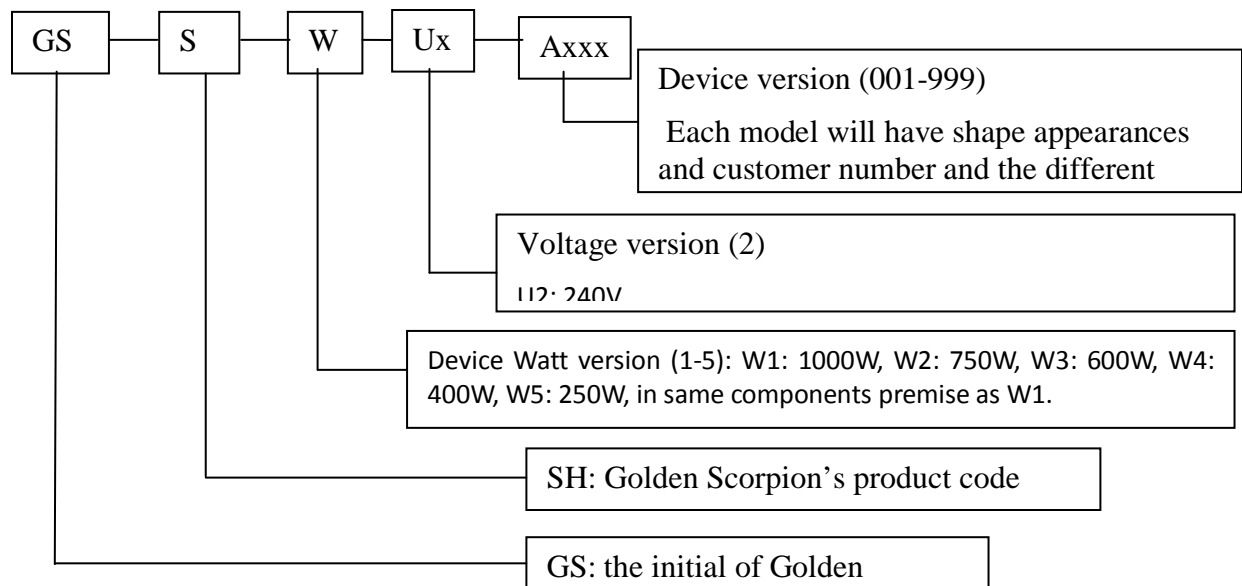 GS S W Ux Axxx
Device version (001-999)
Each model will have shape appearances
and customer number and the different
Voltage version (2)
U2: 240V
Device Watt version (1-5): W1: 1000W, W2: 750W, W3: 600W, W4:
400W, W5: 250W, in same components premise as W1.
SH: Golden Scorpion’s product code
GS: the initial of Golden